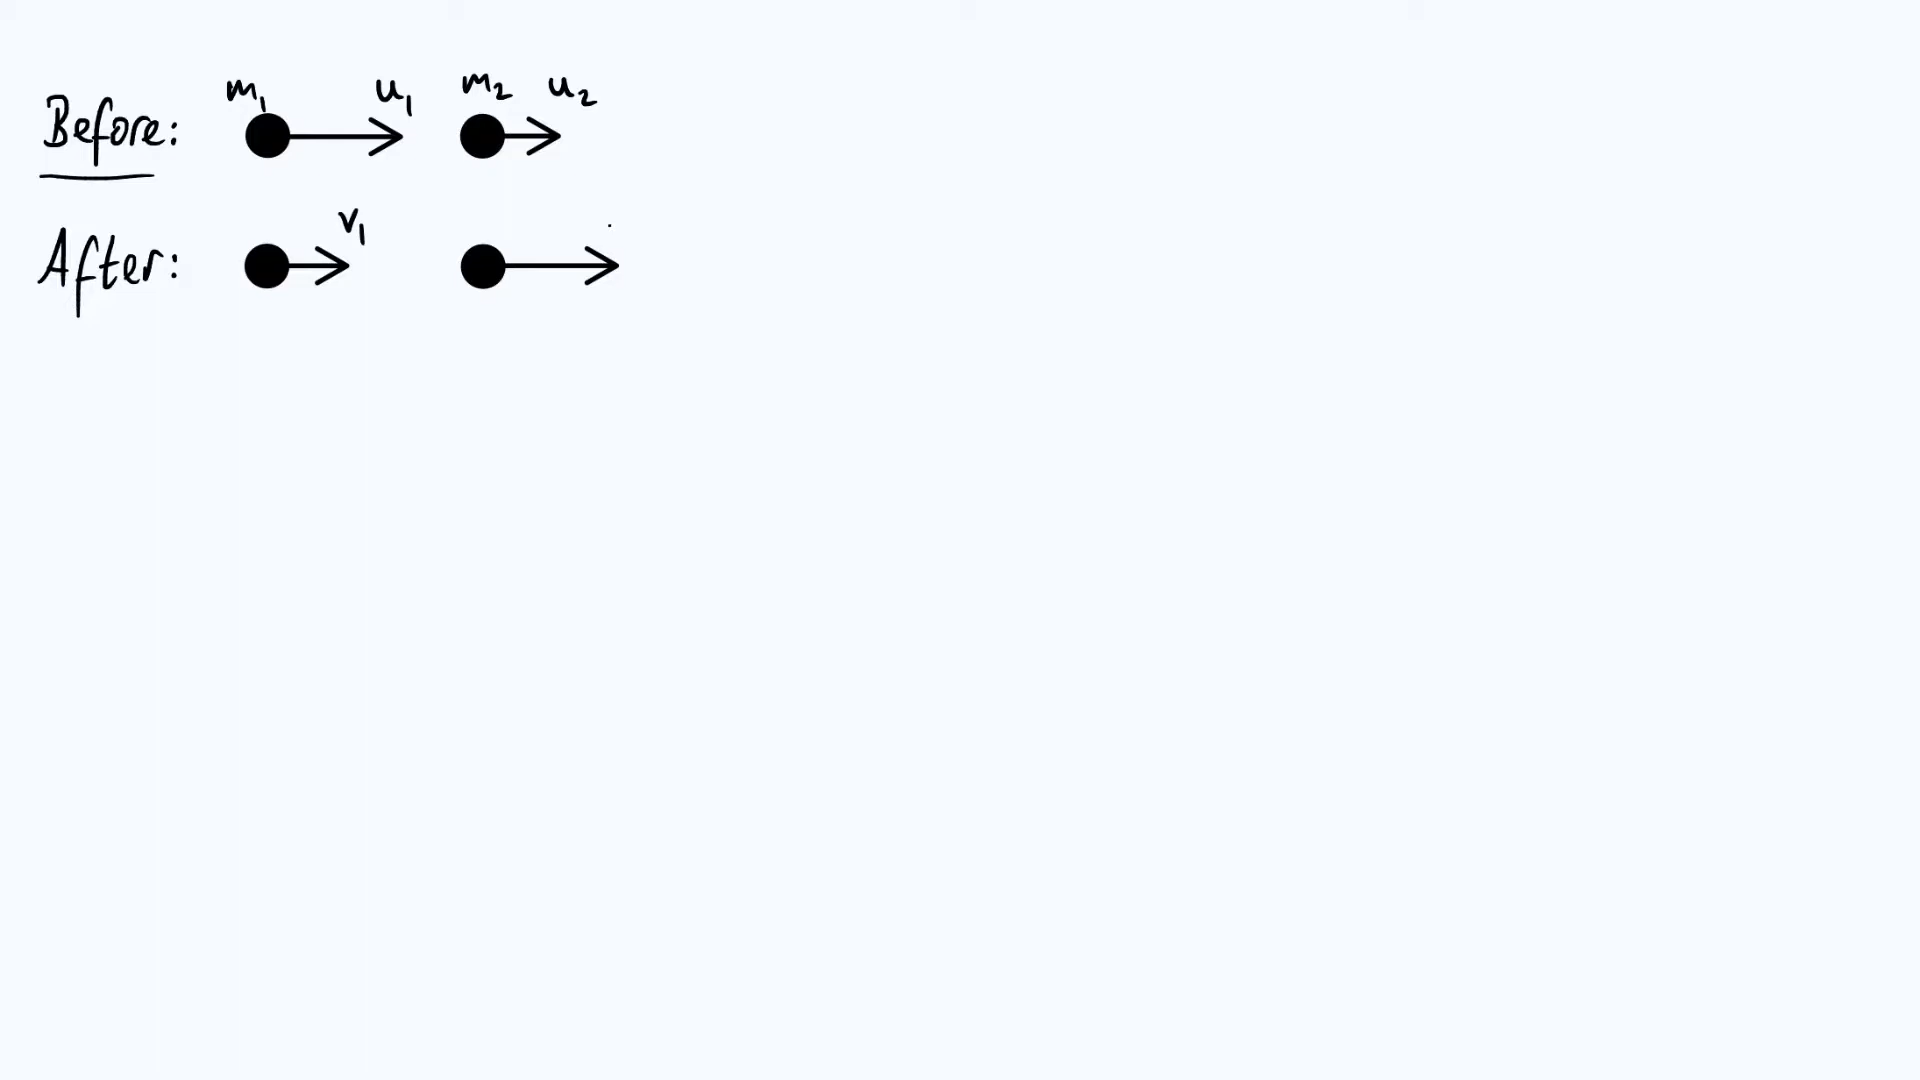 m₁ u₁ m₂ u₂
Before:
v₁
After: